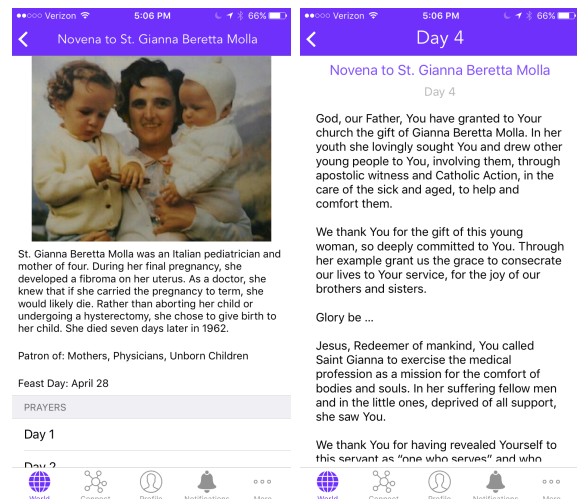 Verizon 5:06 PM 66%
Novena to St. Gianna Beretta Molla
St. Gianna Beretta Molla was an Italian pediatrician and
mother of four. During her final pregnancy, she
developed a fibroma on her uterus. As a doctor, she
knew that if she carried the pregnancy to term, she
would likely die. Rather than aborting her child or
undergoing a hysterectomy, she chose to give birth to
her child. She died seven days later in 1962.
Patron of: Mothers, Physicians, Unborn Children
Feast Day: April 28
PRAYERS
Day 1
Day 2
World Connect Profile Notifications More
Verizon 5:06 PM 66%
Day 4
Novena to St. Gianna Beretta Molla
Day 4
God, our Father, You have granted to Your
church the gift of Gianna Beretta Molla. In her
youth she lovingly sought You and drew other
young people to You, involving them, through
apostolic witness and Catholic Action, in the
care of the sick and aged, to help and
comfort them.
We thank You for the gift of this young
woman, so deeply committed to You. Through
her example grant us the grace to consecrate
our lives to Your service, for the joy of our
brothers and sisters.
Glory be ...
Jesus, Redeemer of mankind, You called
Saint Gianna to exercise the medical
profession as a mission for the comfort of
bodies and souls. In her suffering fellow men
and in the little ones, deprived of all support,
she saw You.
We thank You for having revealed Yourself to
this servant as "one who serves" and who
World Connect Profile Notifications More